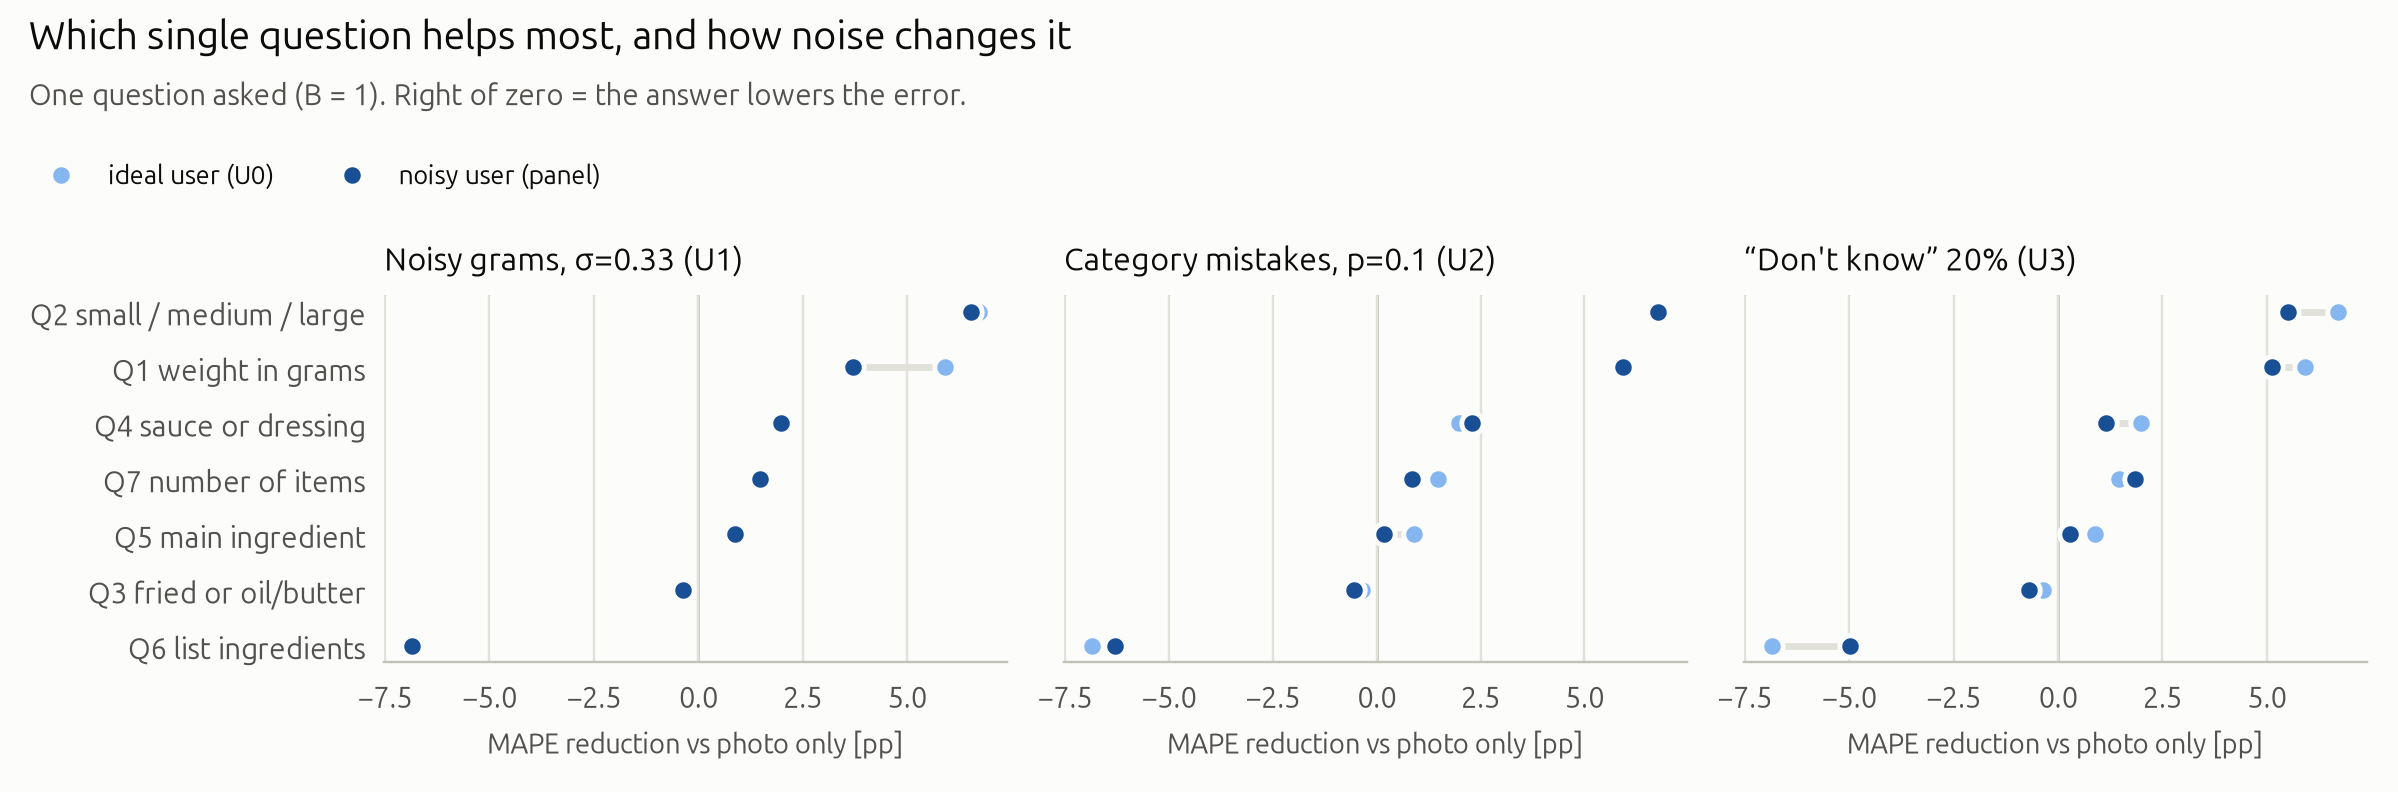 Which single question helps most, and how noise changes it
One question asked (B = 1). Right of zero = the answer lowers the error.
ideal user (U0) noisy user (panel)
Noisy grams, σ=0.33 (U1) Category mistakes, p=0.1 (U2) “Don't know” 20% (U3)
Q2 small / medium / large
Q1 weight in grams
Q4 sauce or dressing
Q7 number of items
Q5 main ingredient
Q3 fried or oil/butter
Q6 list ingredients
−7.5 −5.0 −2.5 0.0 2.5 5.0 −7.5 −5.0 −2.5 0.0 2.5 5.0 −7.5 −5.0 −2.5 0.0 2.5 5.0
MAPE reduction vs photo only [pp] MAPE reduction vs photo only [pp] MAPE reduction vs photo only [pp]